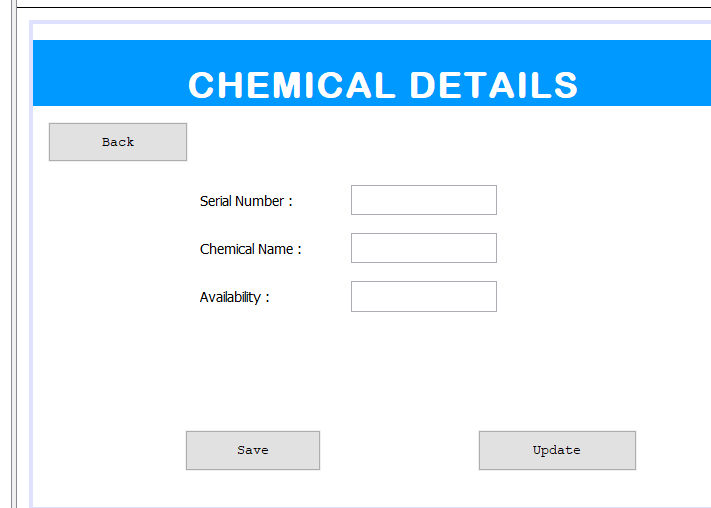 CHEMICAL DETAILS
Back
Serial Number :
Chemical Name :
Availability :
Save
Update